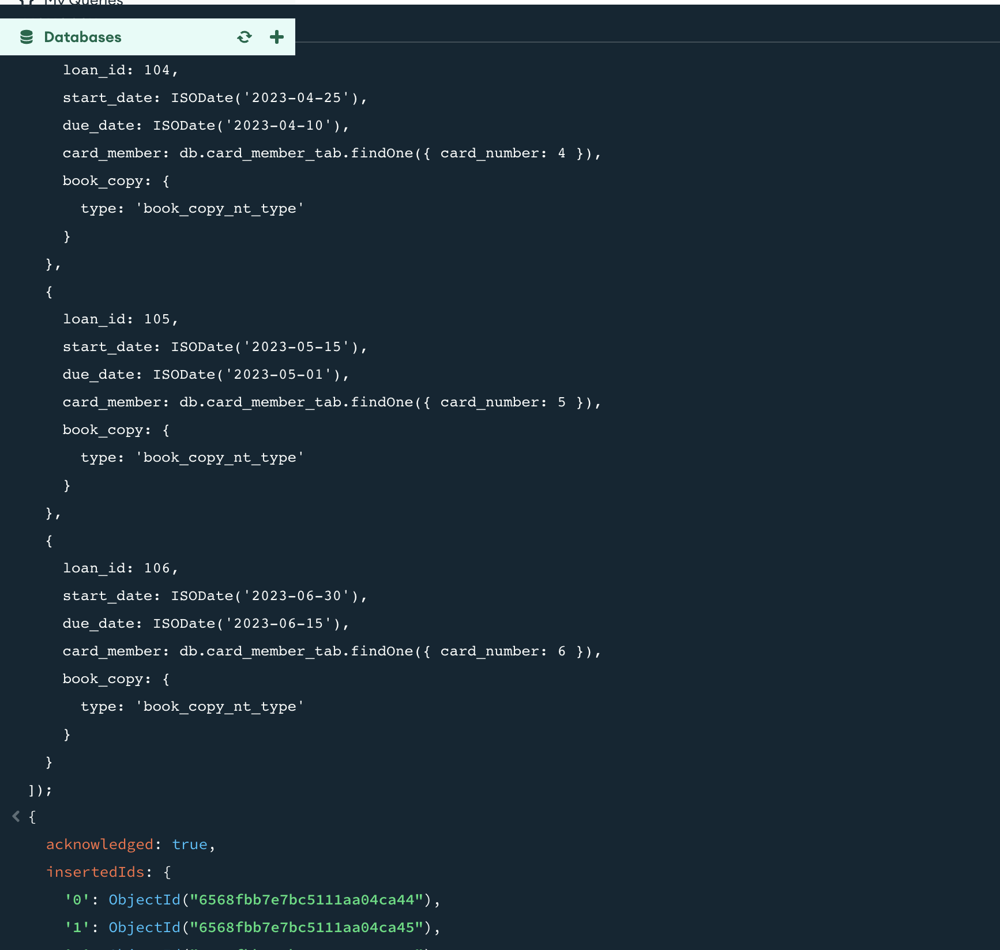 My Queries
Databases
loan_id: 104,
start_date: ISODate('2023-04-25'),
due_date: ISODate('2023-04-10'),
card_member: db.card_member_tab.findOne({ card_number: 4 }),
book_copy: {
type: 'book_copy_nt_type'
}
},
{
loan_id: 105,
start_date: ISODate('2023-05-15'),
due_date: ISODate('2023-05-01'),
card_member: db.card_member_tab.findOne({ card_number: 5 }),
book_copy: {
type: 'book_copy_nt_type'
}
},
{
loan_id: 106,
start_date: ISODate('2023-06-30'),
due_date: ISODate('2023-06-15'),
card_member: db.card_member_tab.findOne({ card_number: 6 }),
book_copy: {
type: 'book_copy_nt_type'
}
}
]);
{
acknowledged: true,
insertedIds: {
'0': ObjectId("6568fbb7e7bc5111aa04ca44"),
'1': ObjectId("6568fbb7e7bc5111aa04ca45"),